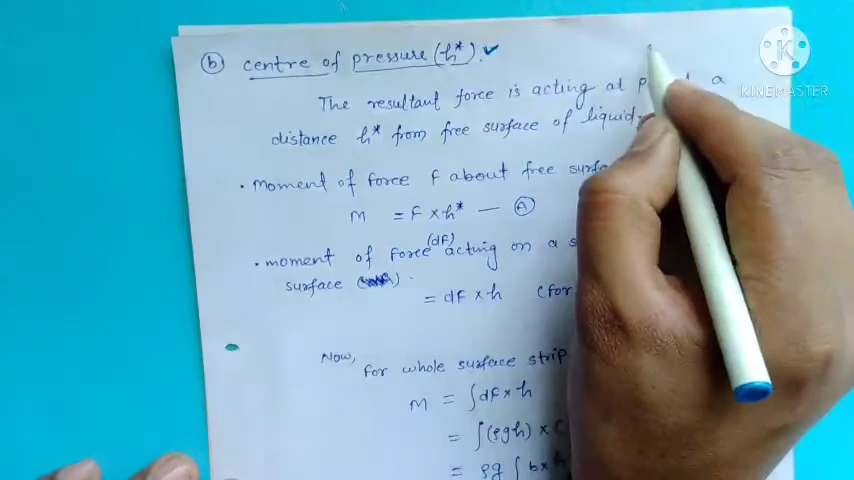 (b) centre of pressure (h*). ✓
The resultant force is acting at a
distance h* from free surface of liquid
• Moment of force F about free
M = F × h* — (A)
• moment of force (dF) acting on a
surface
= dF × h (for
Now,
for whole surface strip
M = ∫dF × h
= ∫(ρgh) ×
= ρg ∫ b×h
KINEMASTER